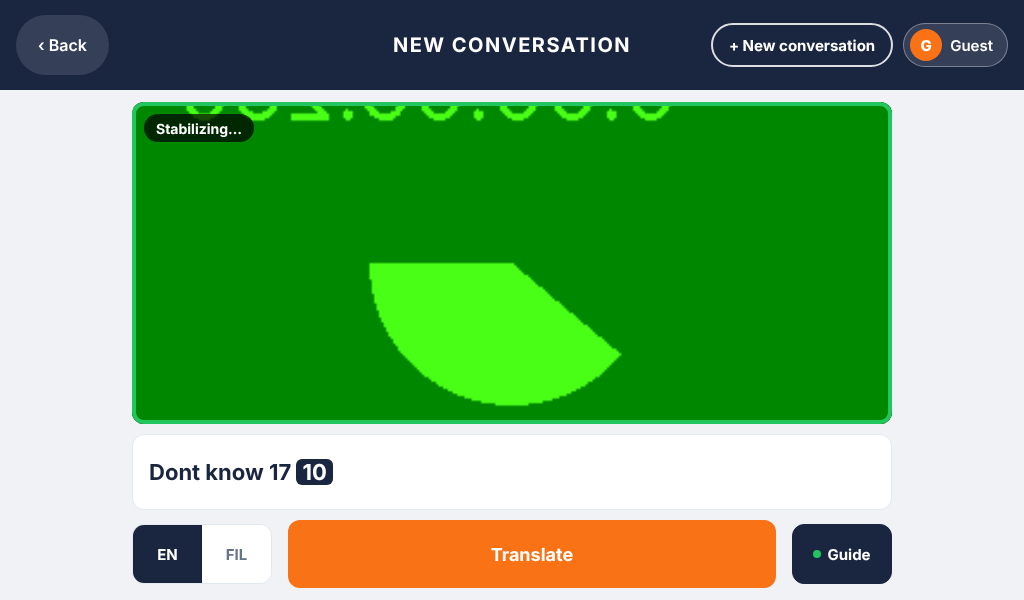 ‹ Back
NEW CONVERSATION
+ New conversation
G Guest
Stabilizing...
Dont know 17 10
EN
FIL
Translate
Guide